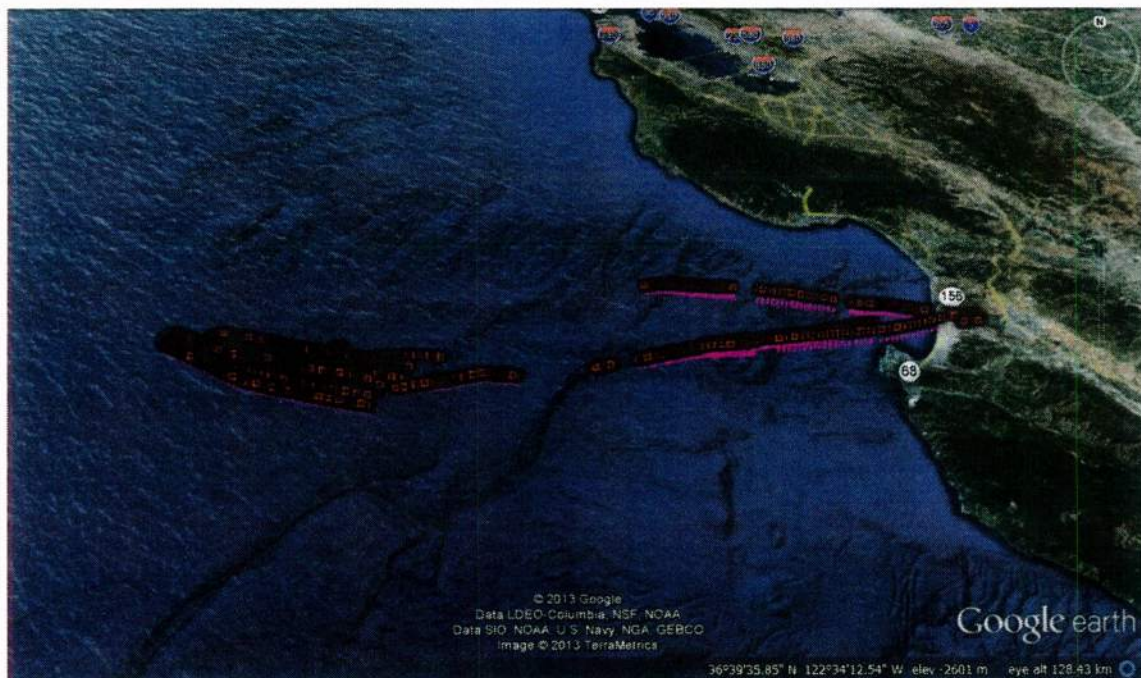 156
68
© 2013 Google
Data LDEO-Columbia, NSF, NOAA
Data SIO, NOAA, U.S. Navy, NGA, GEBCO
Image © 2013 TerraMetrics
Google earth
36°39'35.85" N 122°34'12.54" W elev -2601 m eye alt 128.43 km
N